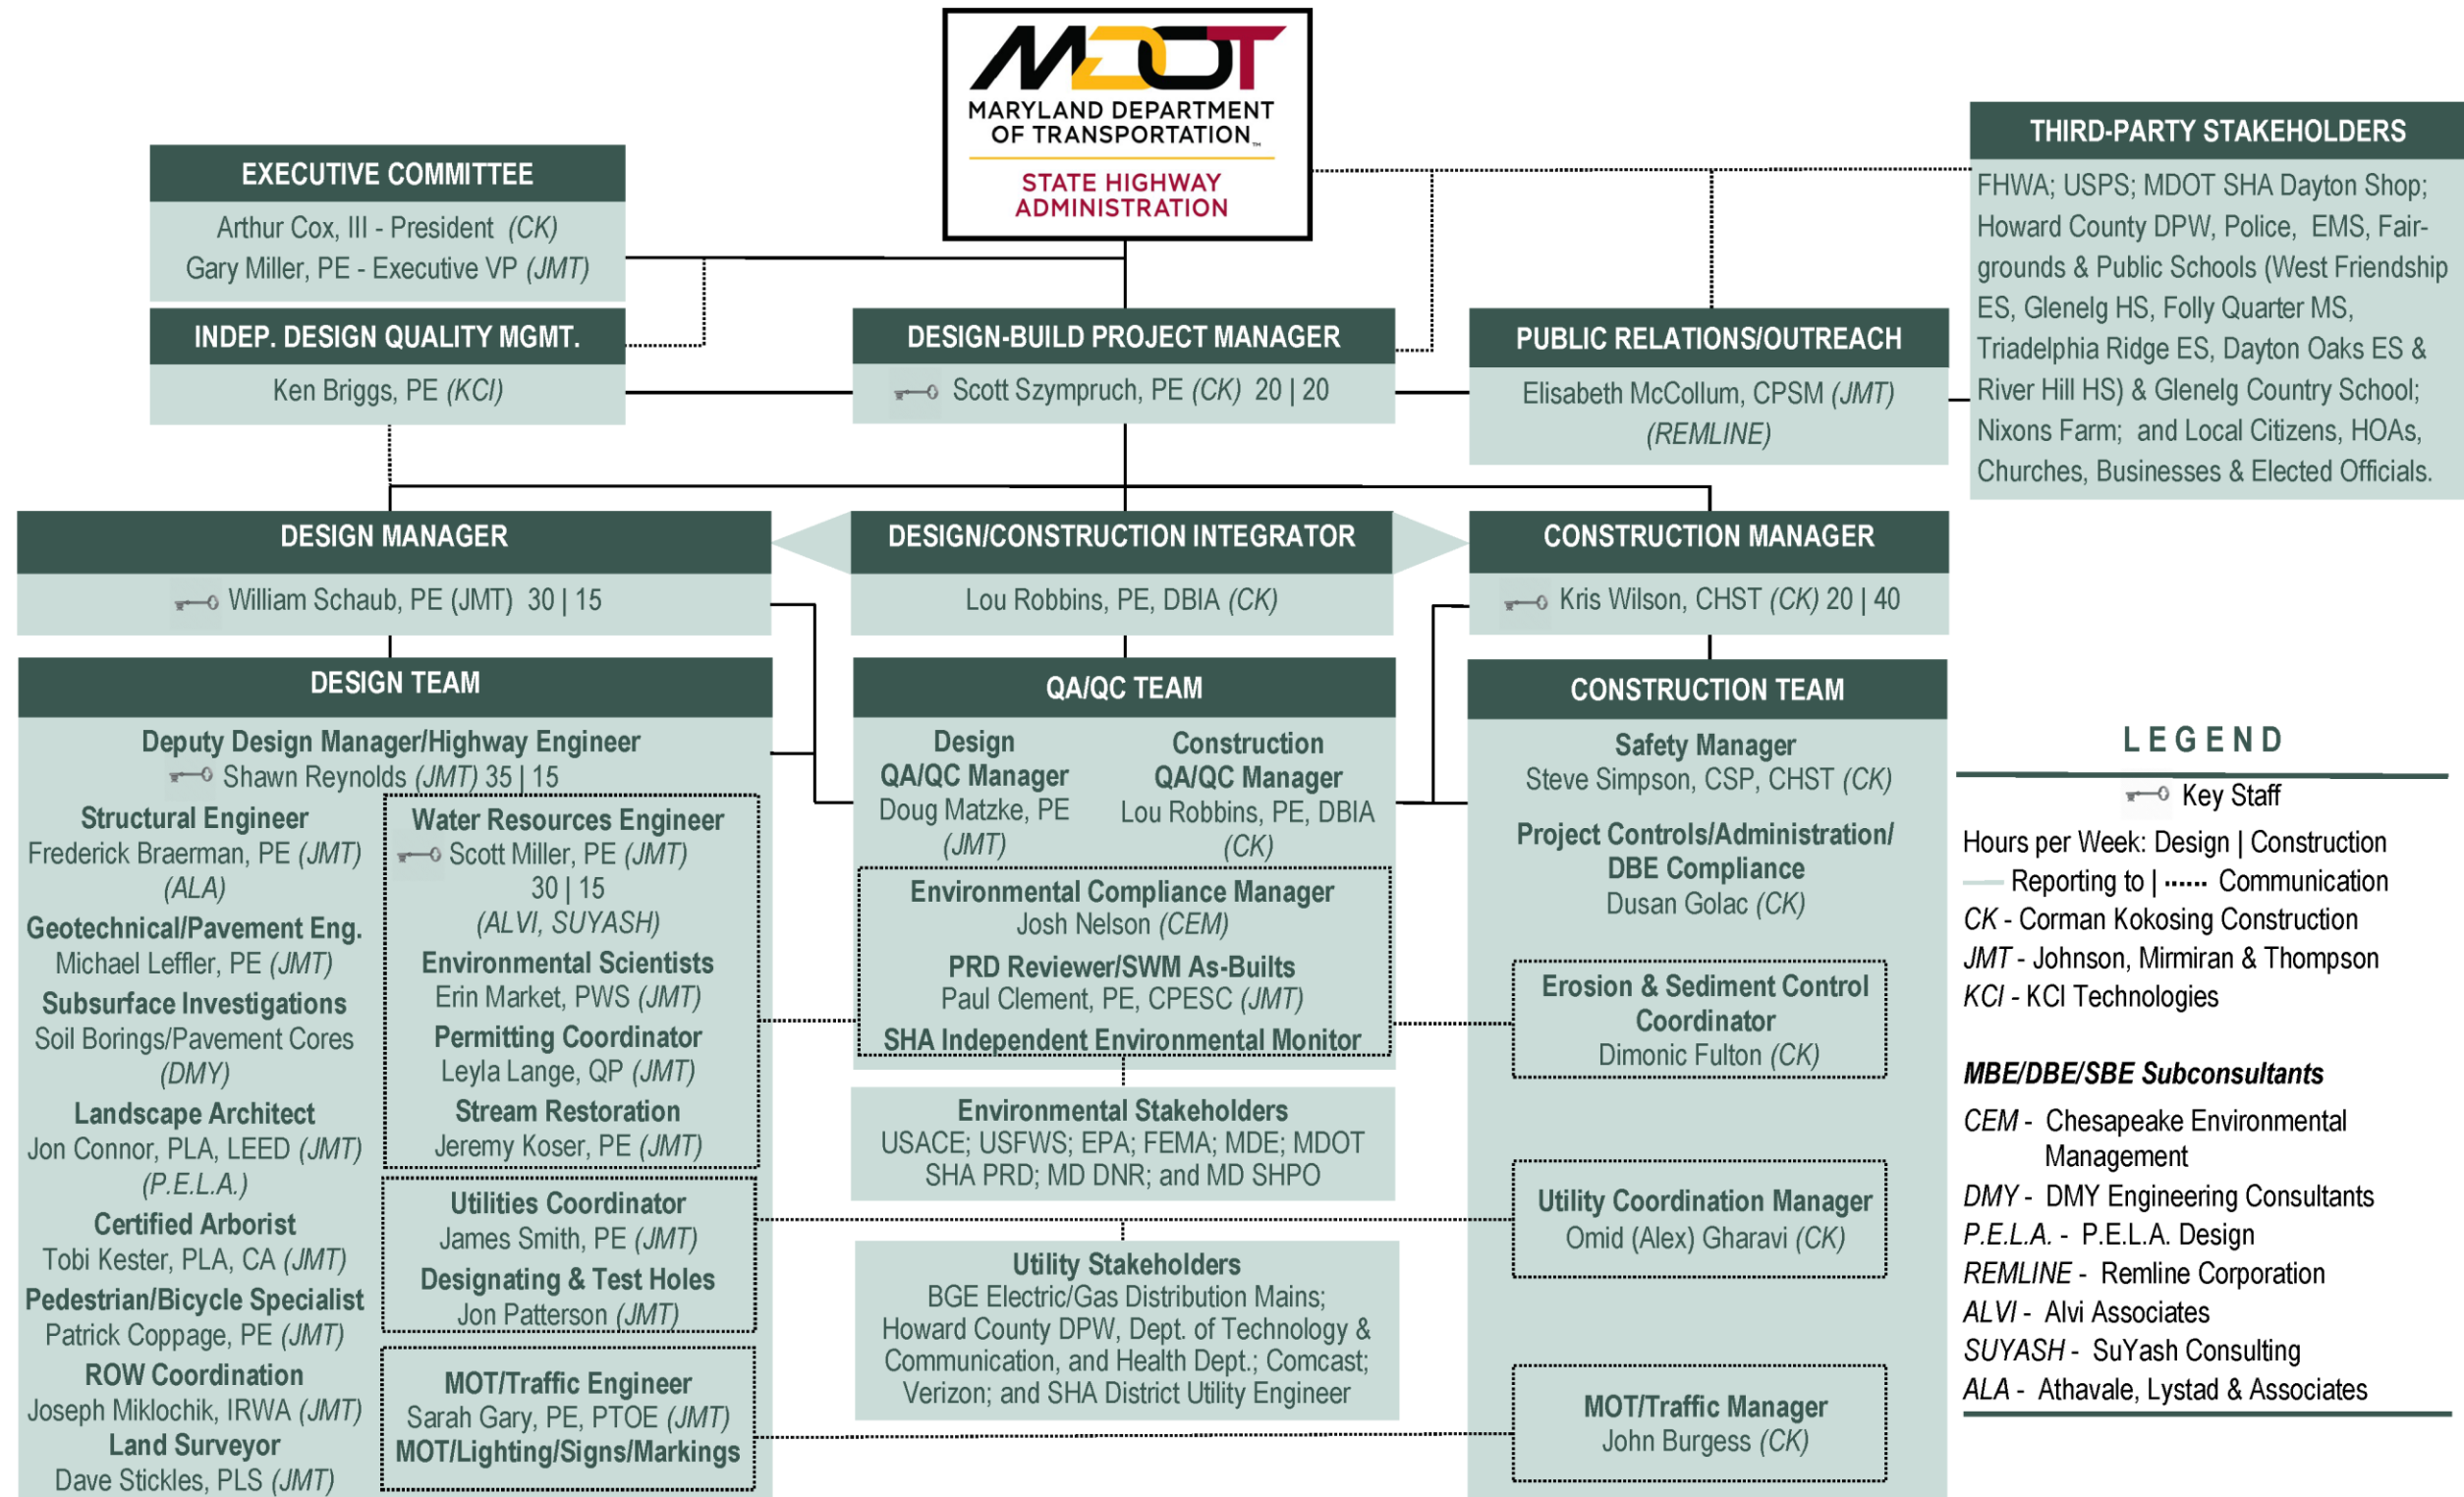 MDOT
MARYLAND DEPARTMENT
OF TRANSPORTATION™
STATE HIGHWAY
ADMINISTRATION
EXECUTIVE COMMITTEE
Arthur Cox, III - President (CK)
Gary Miller, PE - Executive VP (JMT)
INDEP. DESIGN QUALITY MGMT.
Ken Briggs, PE (KCI)
DESIGN-BUILD PROJECT MANAGER
Scott Szympruch, PE (CK) 20 | 20
PUBLIC RELATIONS/OUTREACH
Elisabeth McCollum, CPSM (JMT)
(REMLINE)
THIRD-PARTY STAKEHOLDERS
FHWA; USPS; MDOT SHA Dayton Shop;
Howard County DPW, Police, EMS, Fair-
grounds & Public Schools (West Friendship
ES, Glenelg HS, Folly Quarter MS,
Triadelphia Ridge ES, Dayton Oaks ES &
River Hill HS) & Glenelg Country School;
Nixons Farm; and Local Citizens, HOAs,
Churches, Businesses & Elected Officials.
DESIGN MANAGER
William Schaub, PE (JMT) 30 | 15
DESIGN/CONSTRUCTION INTEGRATOR
Lou Robbins, PE, DBIA (CK)
CONSTRUCTION MANAGER
Kris Wilson, CHST (CK) 20 | 40
DESIGN TEAM
Deputy Design Manager/Highway Engineer
Shawn Reynolds (JMT) 35 | 15
Structural Engineer
Frederick Braerman, PE (JMT)
(ALA)
Geotechnical/Pavement Eng.
Michael Leffler, PE (JMT)
Subsurface Investigations
Soil Borings/Pavement Cores
(DMY)
Landscape Architect
Jon Connor, PLA, LEED (JMT)
(P.E.L.A.)
Certified Arborist
Tobi Kester, PLA, CA (JMT)
Pedestrian/Bicycle Specialist
Patrick Coppage, PE (JMT)
ROW Coordination
Joseph Miklochik, IRWA (JMT)
Land Surveyor
Dave Stickles, PLS (JMT)
Water Resources Engineer
Scott Miller, PE (JMT)
30 | 15
(ALVI, SUYASH)
Environmental Scientists
Erin Market, PWS (JMT)
Permitting Coordinator
Leyla Lange, QP (JMT)
Stream Restoration
Jeremy Koser, PE (JMT)
Utilities Coordinator
James Smith, PE (JMT)
Designating & Test Holes
Jon Patterson (JMT)
MOT/Traffic Engineer
Sarah Gary, PE, PTOE (JMT)
MOT/Lighting/Signs/Markings
QA/QC TEAM
Design
QA/QC Manager
Doug Matzke, PE
(JMT)
Construction
QA/QC Manager
Lou Robbins, PE, DBIA
(CK)
Environmental Compliance Manager
Josh Nelson (CEM)
PRD Reviewer/SWM As-Builts
Paul Clement, PE, CPESC (JMT)
SHA Independent Environmental Monitor
Environmental Stakeholders
USACE; USFWS; EPA; FEMA; MDE; MDOT
SHA PRD; MD DNR; and MD SHPO
Utility Stakeholders
BGE Electric/Gas Distribution Mains;
Howard County DPW, Dept. of Technology &
Communication, and Health Dept.; Comcast;
Verizon; and SHA District Utility Engineer
CONSTRUCTION TEAM
Safety Manager
Steve Simpson, CSP, CHST (CK)
Project Controls/Administration/
DBE Compliance
Dusan Golac (CK)
Erosion & Sediment Control
Coordinator
Dimonic Fulton (CK)
Utility Coordination Manager
Omid (Alex) Gharavi (CK)
MOT/Traffic Manager
John Burgess (CK)
LEGEND
Key Staff
Hours per Week: Design | Construction
Reporting to | ...... Communication
CK - Corman Kokosing Construction
JMT - Johnson, Mirmiran & Thompson
KCI - KCI Technologies
MBE/DBE/SBE Subconsultants
CEM - Chesapeake Environmental
Management
DMY - DMY Engineering Consultants
P.E.L.A. - P.E.L.A. Design
REMLINE - Remline Corporation
ALVI - Alvi Associates
SUYASH - SuYash Consulting
ALA - Athavale, Lystad & Associates